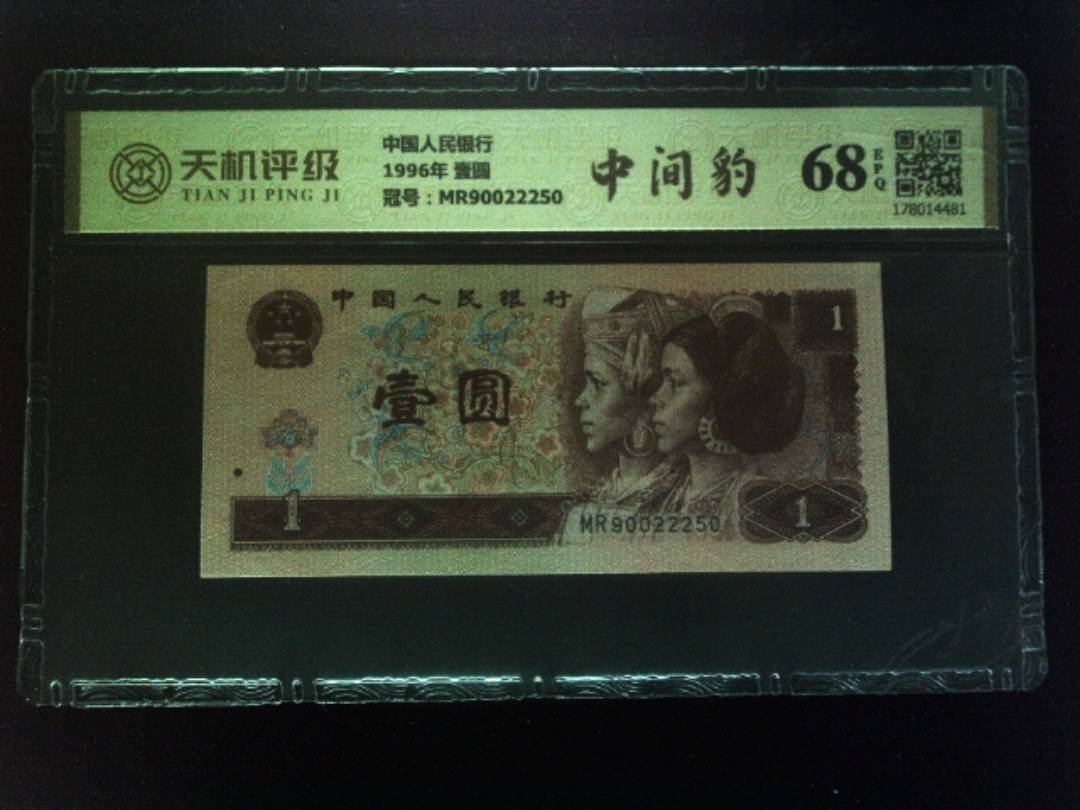 天机评级
TIAN JI PING JI
中国人民银行
1996年 壹圆
冠号：MR90022250
中间豹
68
EPQ
178014481
中国人民银行
1
壹圆
1
MR90022250
1